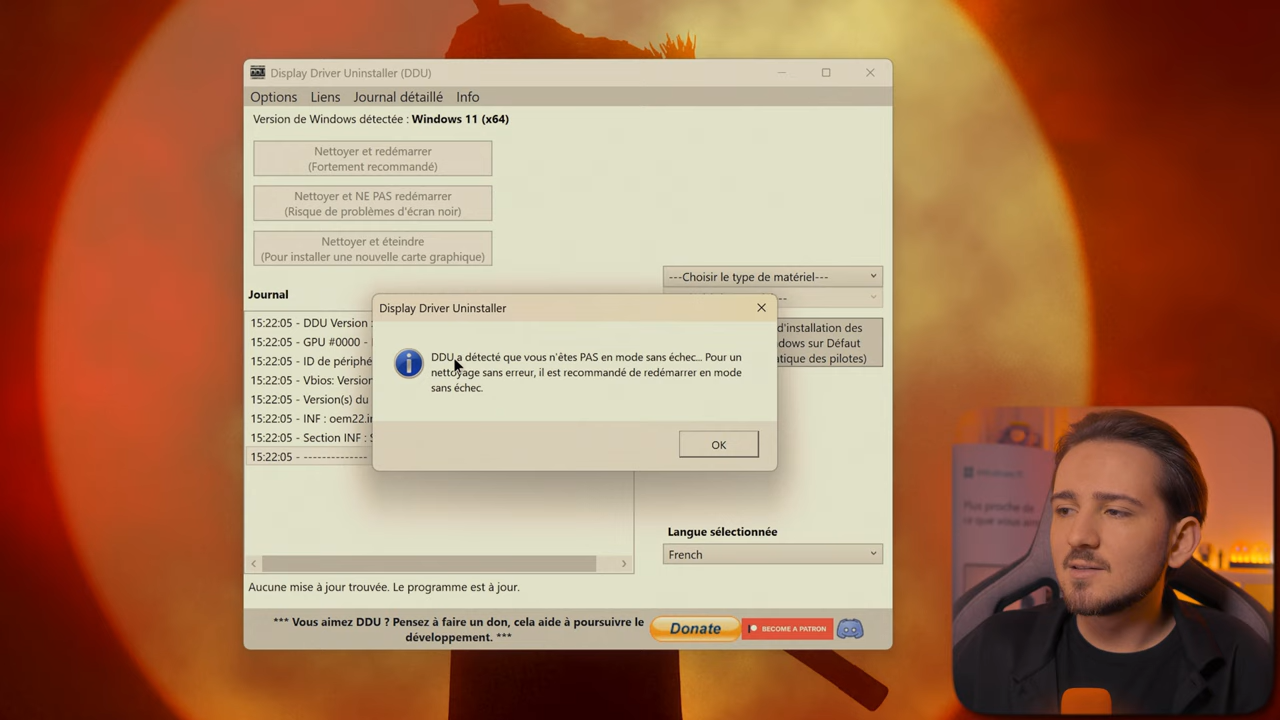 Display Driver Uninstaller (DDU)
Options Liens Journal détaillé Info
Version de Windows détectée : Windows 11 (x64)
Nettoyer et redémarrer
(Fortement recommandé)
Nettoyer et NE PAS redémarrer
(Risque de problèmes d'écran noir)
Nettoyer et éteindre
(Pour installer une nouvelle carte graphique)
---Choisir le type de matériel---
Journal
15:22:05 - DDU Version
15:22:05 - GPU #0000 -
15:22:05 - ID de périphé
15:22:05 - Vbios: Version
15:22:05 - Version(s) du
15:22:05 - INF : oem22.i
15:22:05 - Section INF :
15:22:05 - --------------
Display Driver Uninstaller
DDU a détecté que vous n'êtes PAS en mode sans échec... Pour un
nettoyage sans erreur, il est recommandé de redémarrer en mode
sans échec.
OK
d'installation des
dows sur Défaut
atique des pilotes)
Langue sélectionnée
French
Aucune mise à jour trouvée. Le programme est à jour.
*** Vous aimez DDU ? Pensez à faire un don, cela aide à poursuivre le
développement. ***
Donate
BECOME A PATRON
Plus proche de